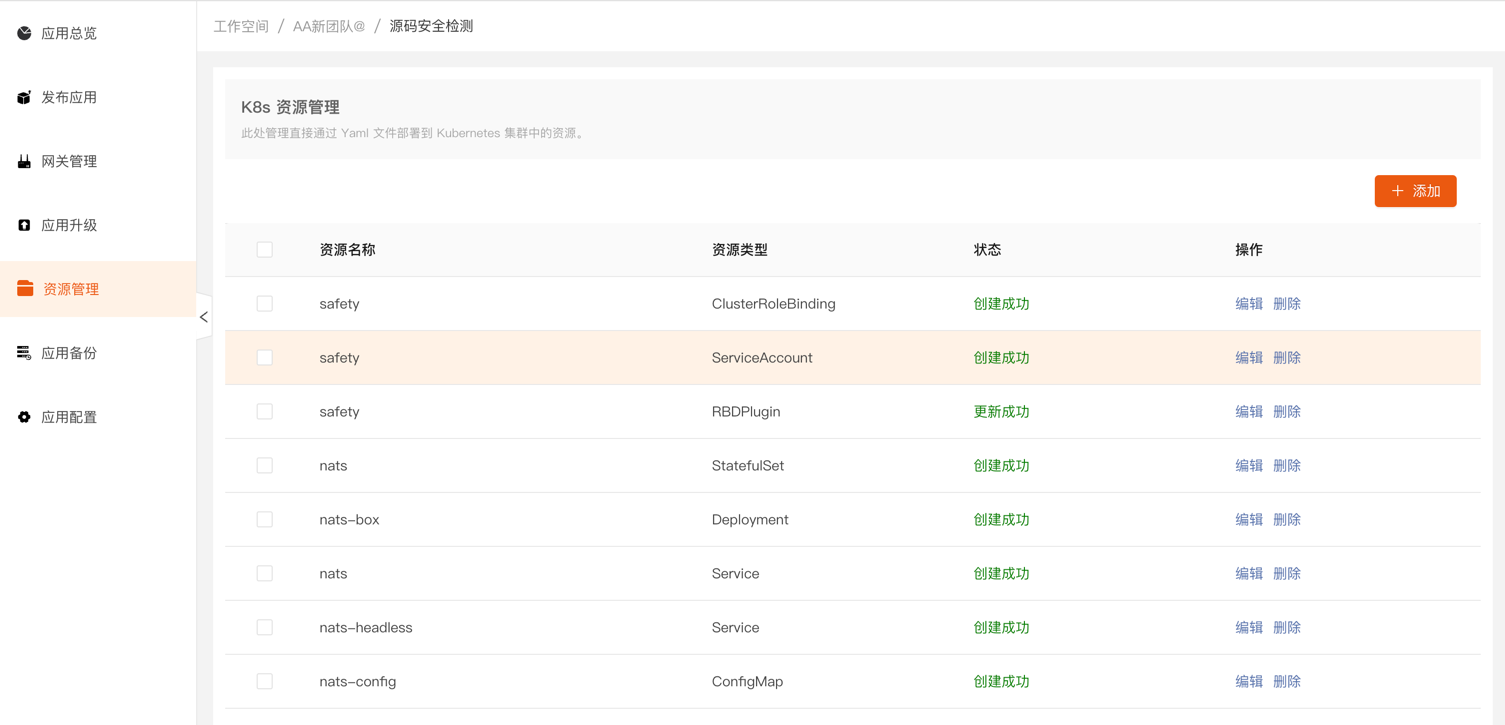 工作空间 / AA新团队@ / 源码安全检测
应用总览
发布应用
网关管理
应用升级
资源管理
应用备份
应用配置
K8s 资源管理
此处管理直接通过 Yaml 文件部署到 Kubernetes 集群中的资源。
+ 添加
资源名称 资源类型 状态 操作
safety ClusterRoleBinding 创建成功 编辑 删除
safety ServiceAccount 创建成功 编辑 删除
safety RBDPlugin 更新成功 编辑 删除
nats StatefulSet 创建成功 编辑 删除
nats-box Deployment 创建成功 编辑 删除
nats Service 创建成功 编辑 删除
nats-headless Service 创建成功 编辑 删除
nats-config ConfigMap 创建成功 编辑 删除